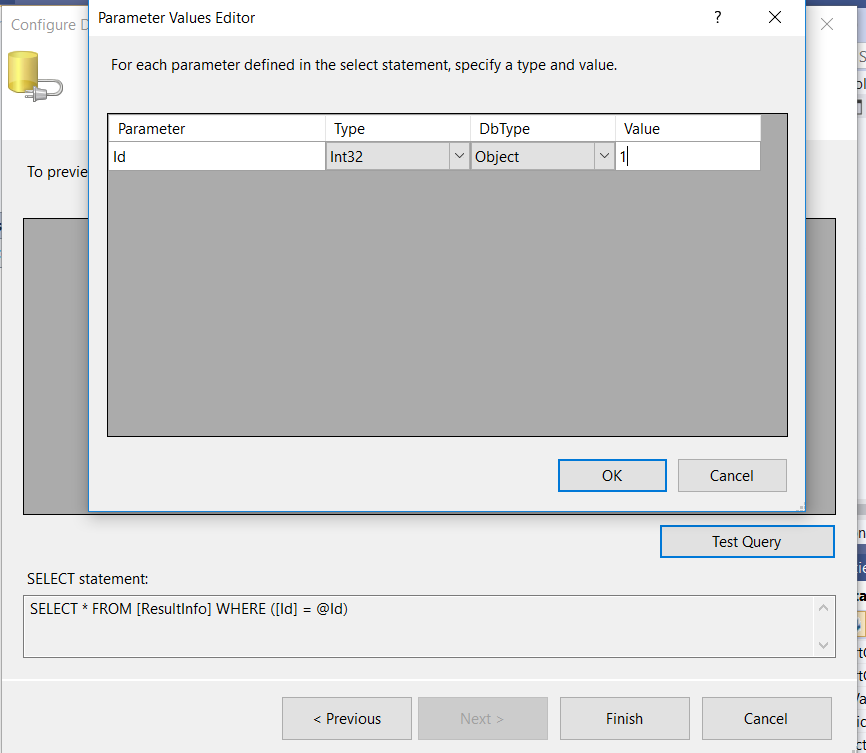 Parameter Values Editor ?
Configure D
For each parameter defined in the select statement, specify a type and value.
Parameter Type DbType Value
Id Int32 Object 1
To previe
OK Cancel
Test Query
SELECT statement:
SELECT * FROM [ResultInfo] WHERE ([Id] = @Id)
< Previous Next > Finish Cancel